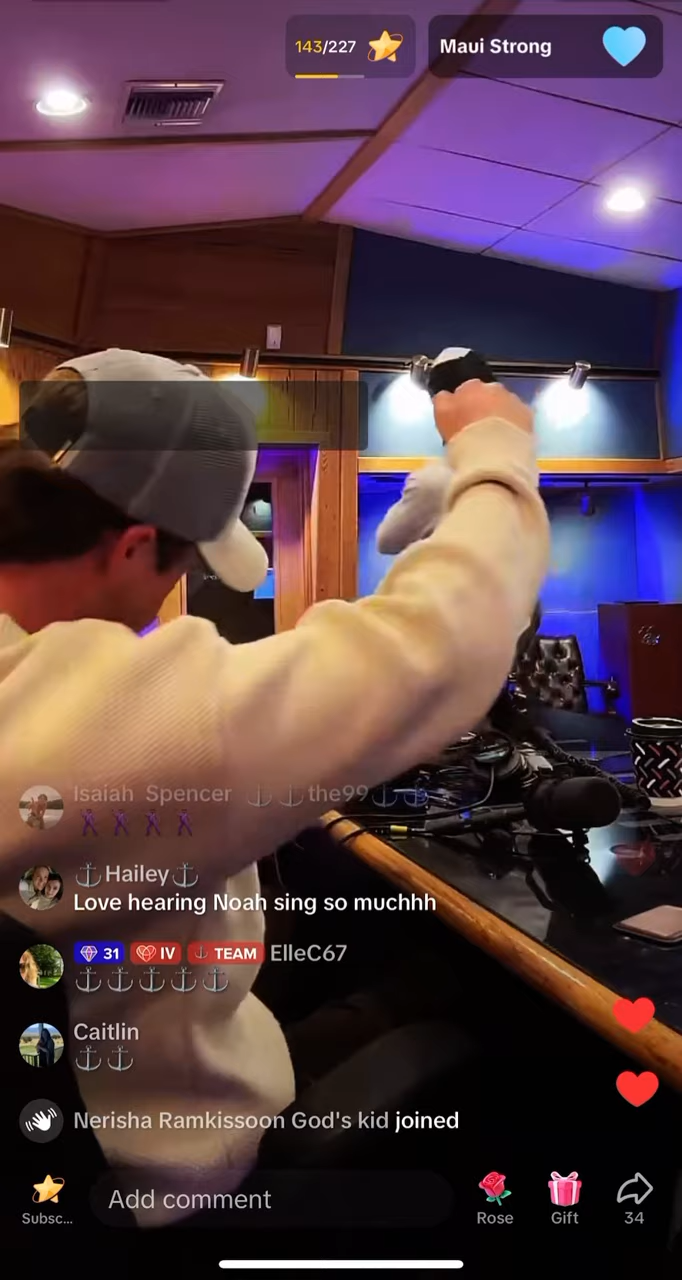 143/227
Maui Strong
Isaiah Spencer ⚓⚓the99⚓⚓
🕺🕺🕺🕺
⚓Hailey⚓
Love hearing Noah sing so muchhh
31 IV TEAM ElleC67
⚓⚓⚓⚓⚓
Caitlin
⚓⚓
Nerisha Ramkissoon God's kid joined
Subsc... Add comment Rose Gift 34